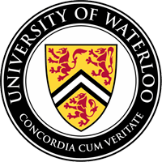 UNIVERSITY OF WATERLOO
CONCORDIA CUM VERITATE